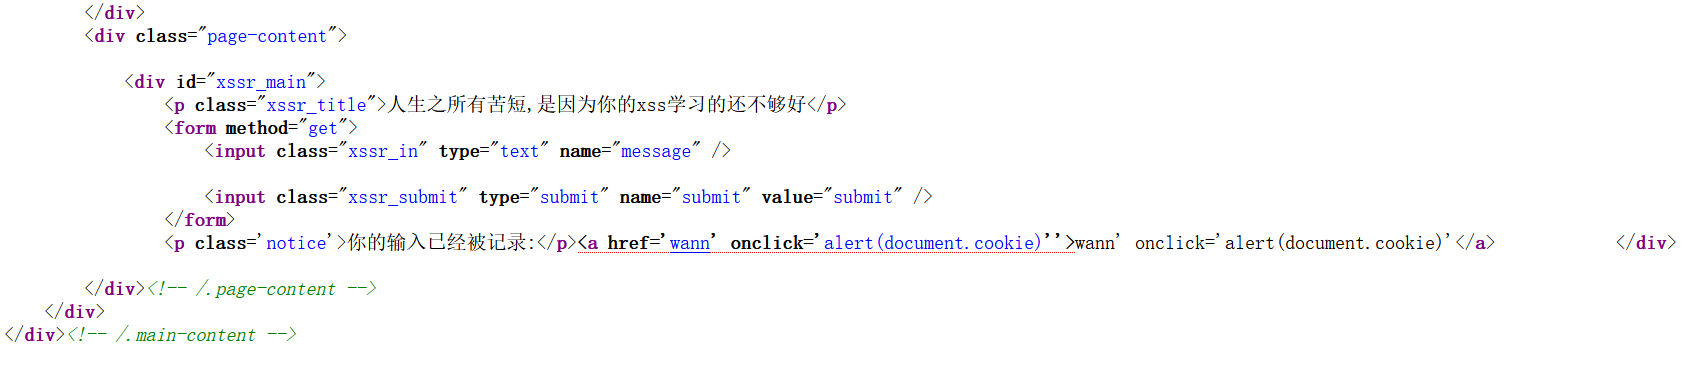 </div>
<div class="page-content">
<div id="xssr_main">
<p class="xssr_title">人生之所有苦短,是因为你的xss学习的还不够好</p>
<form method="get">
<input class="xssr_in" type="text" name="message" />
<input class="xssr_submit" type="submit" name="submit" value="submit" />
</form>
<p class='notice'>你的输入已经被记录:</p><a href='wann' onclick='alert(document.cookie)''>wann' onclick='alert(document.cookie)'</a> </div>
</div><!-- /.page-content -->
</div>
</div><!-- /.main-content -->